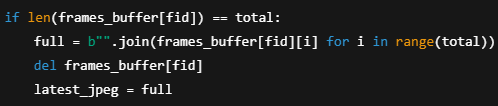 if len(frames_buffer[fid]) == total:
    full = b"".join(frames_buffer[fid][i] for i in range(total))
    del frames_buffer[fid]
    latest_jpeg = full